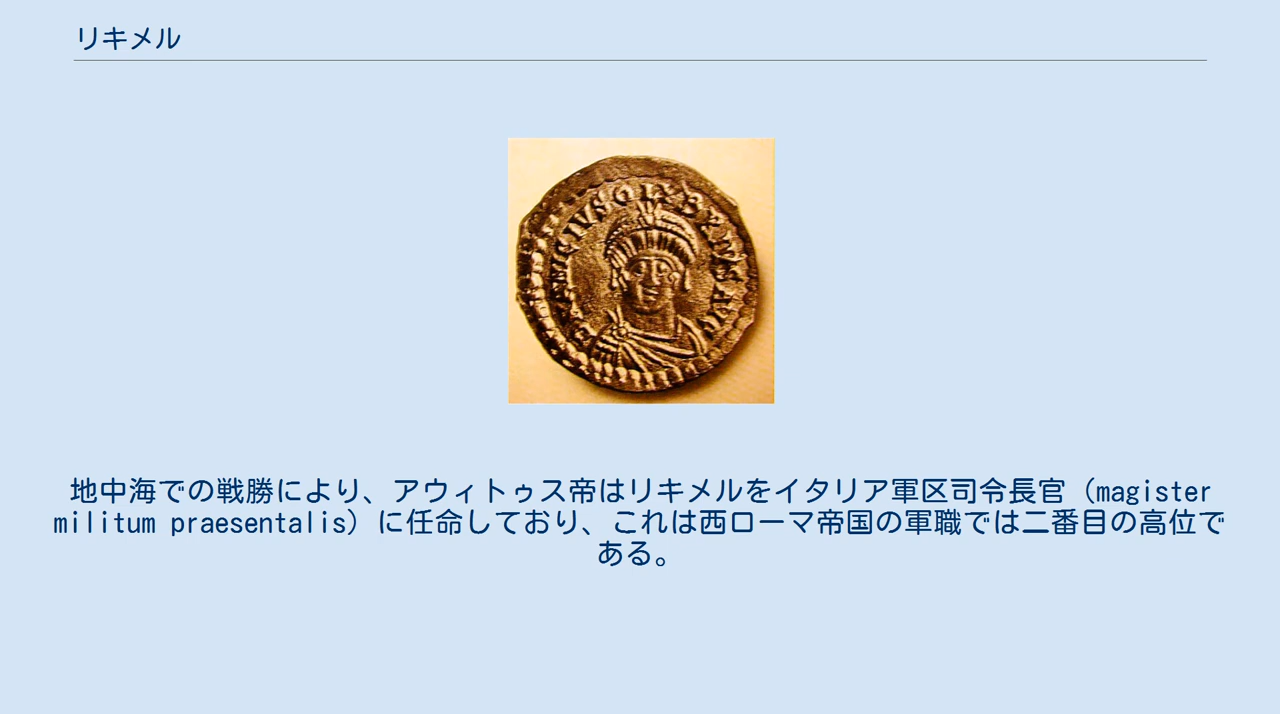 リキメル
ANICIVS OLYBRIVS AVG
地中海での戦勝により、アウィトゥス帝はリキメルをイタリア軍区司令長官（magister
militum praesentalis）に任命しており、これは西ローマ帝国の軍職では二番目の高位で
ある。